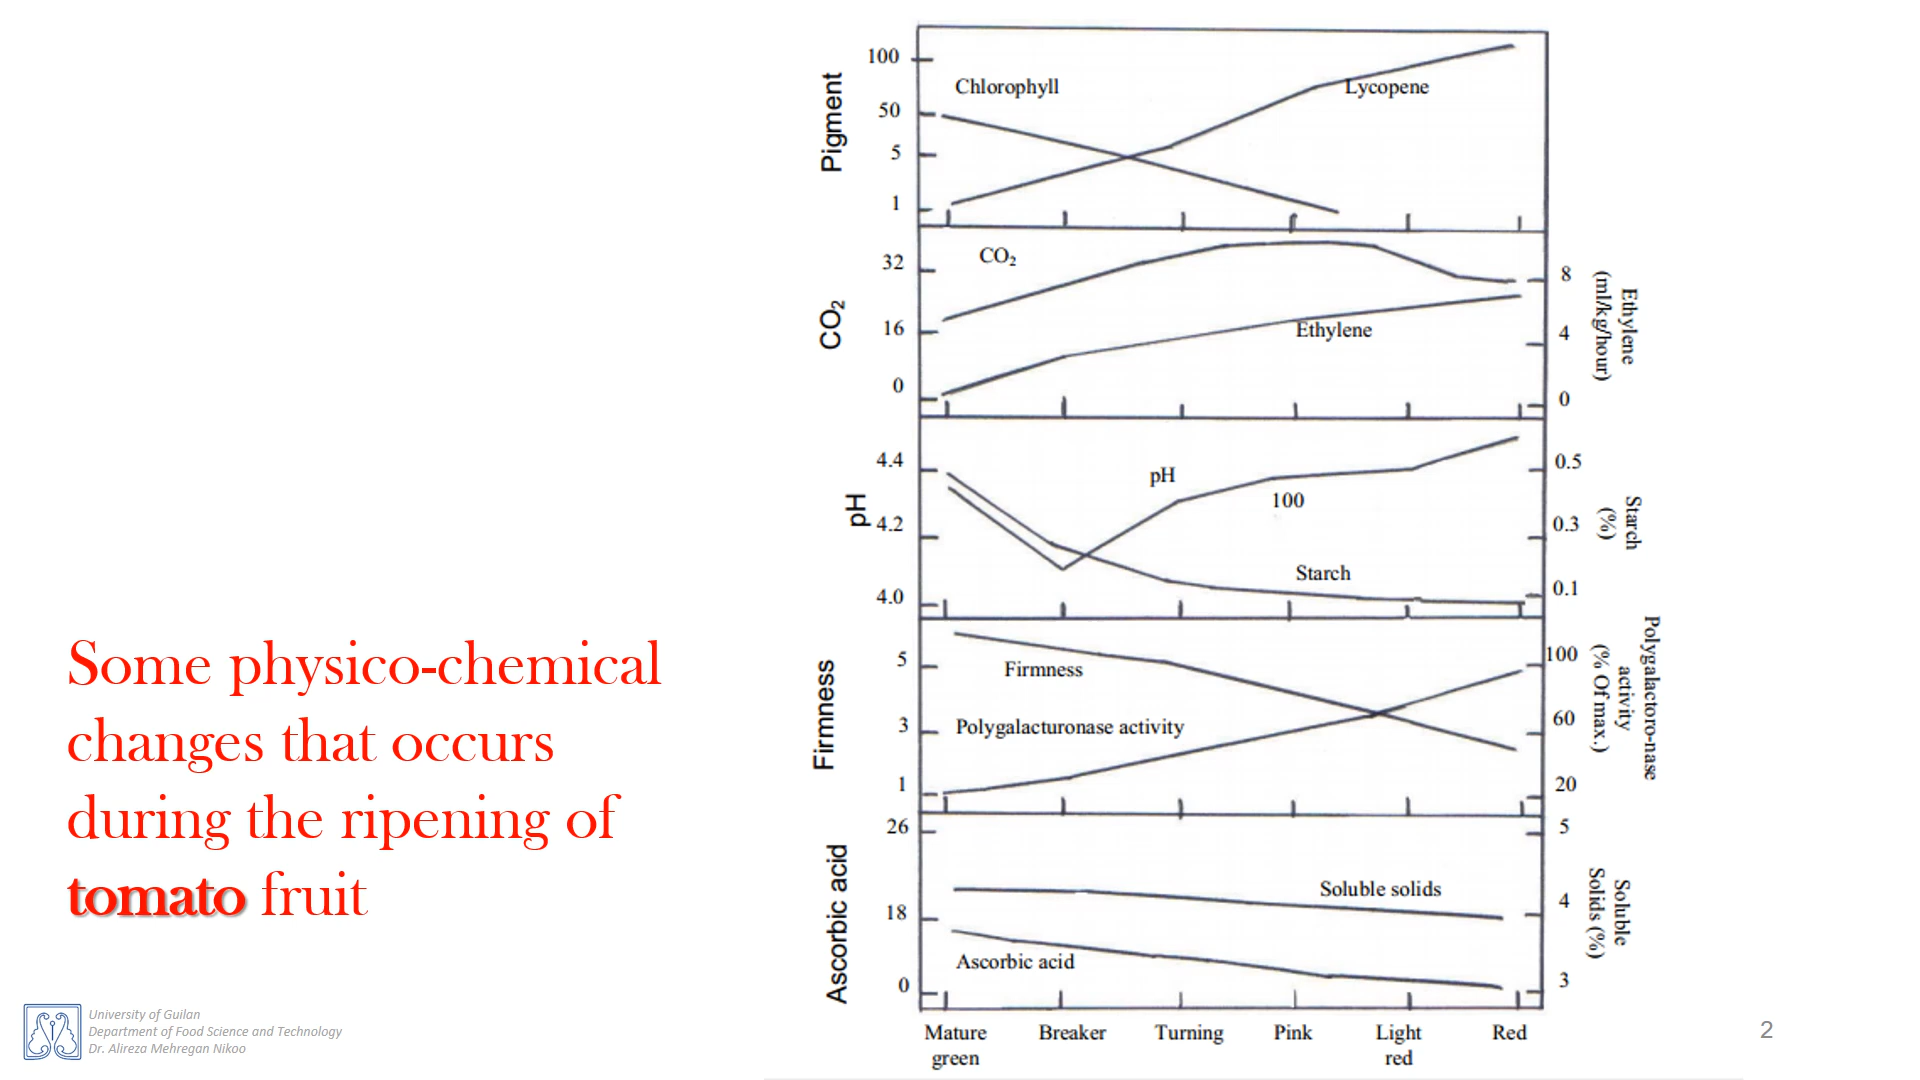 Some physico-chemical
changes that occurs
during the ripening of
tomato fruit
University of Guilan
Department of Food Science and Technology
Dr. Alireza Mehregan Nikoo
Pigment
100
50
5
1
Chlorophyll
Lycopene
CO₂
32
16
0
CO₂
Ethylene
8
4
0
Ethylene
(ml/kg/hour)
pH
4.4
4.2
4.0
pH
100
Starch
0.5
0.3
0.1
Starch
(%)
Firmness
5
3
1
Firmness
Polygalacturonase activity
100
60
20
Polygalactoro-nase
activity
(% Of max.)
Ascorbic acid
26
18
0
Soluble solids
Ascorbic acid
5
4
3
Soluble
Solids (%)
Mature
green
Breaker
Turning
Pink
Light
red
Red
2